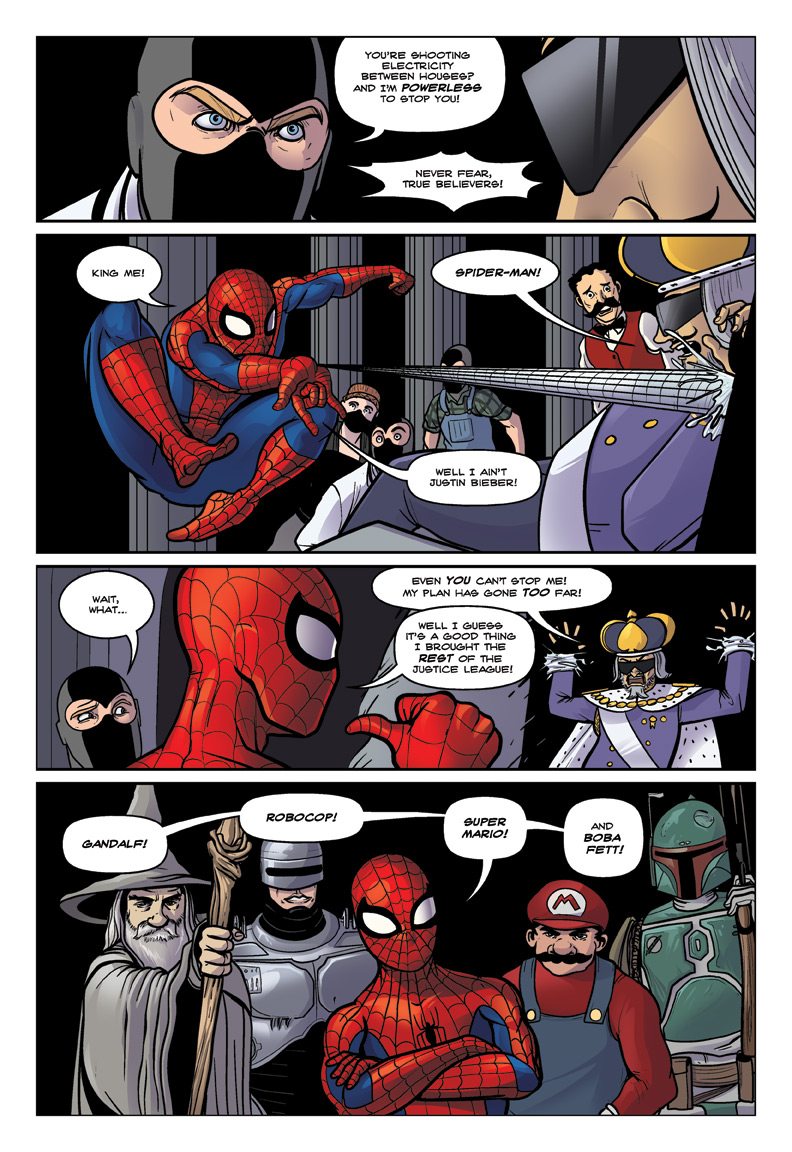 YOU'RE SHOOTING
ELECTRICITY
BETWEEN HOUSES?
AND I'M POWERLESS
TO STOP YOU!
NEVER FEAR,
TRUE BELIEVERS!
KING ME!
SPIDER-MAN!
WELL I AIN'T
JUSTIN BIEBER!
WAIT,
WHAT...
EVEN YOU CAN'T STOP ME!
MY PLAN HAS GONE TOO FAR!
WELL I GUESS
IT'S A GOOD THING
I BROUGHT THE
REST OF THE
JUSTICE LEAGUE!
GANDALF!
ROBOCOP!
SUPER
MARIO!
AND
BOBA
FETT!
M